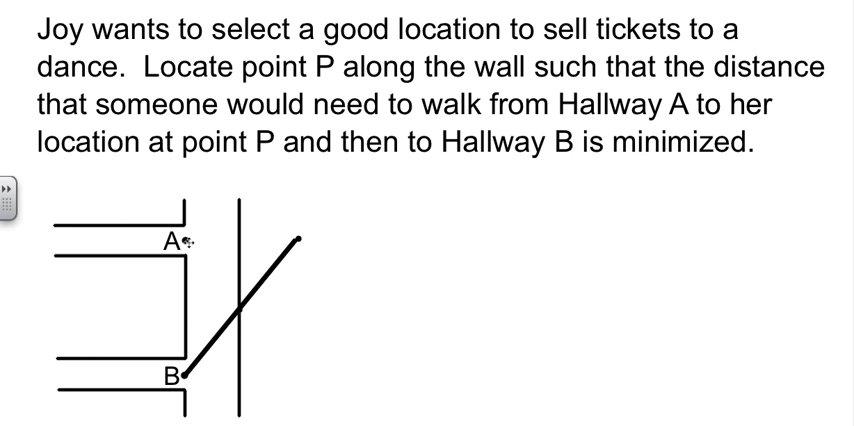 Joy wants to select a good location to sell tickets to a
dance. Locate point P along the wall such that the distance
that someone would need to walk from Hallway A to her
location at point P and then to Hallway B is minimized.
A
B